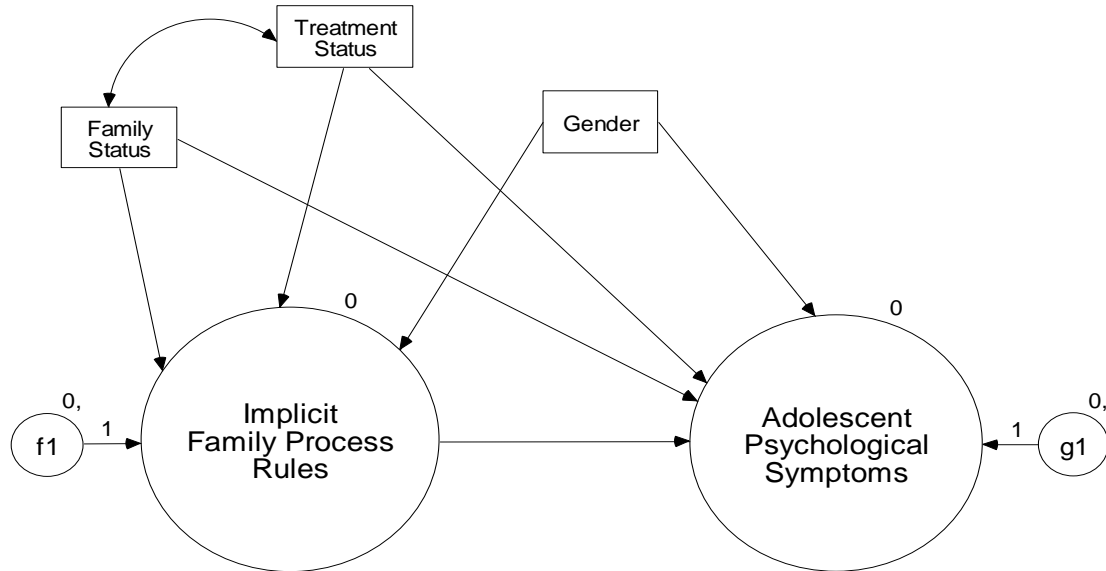 Treatment
Status
Family
Status
Gender
0
0
Implicit
Family Process
Rules
Adolescent
Psychological
Symptoms
0,
1
f1
0,
1
g1